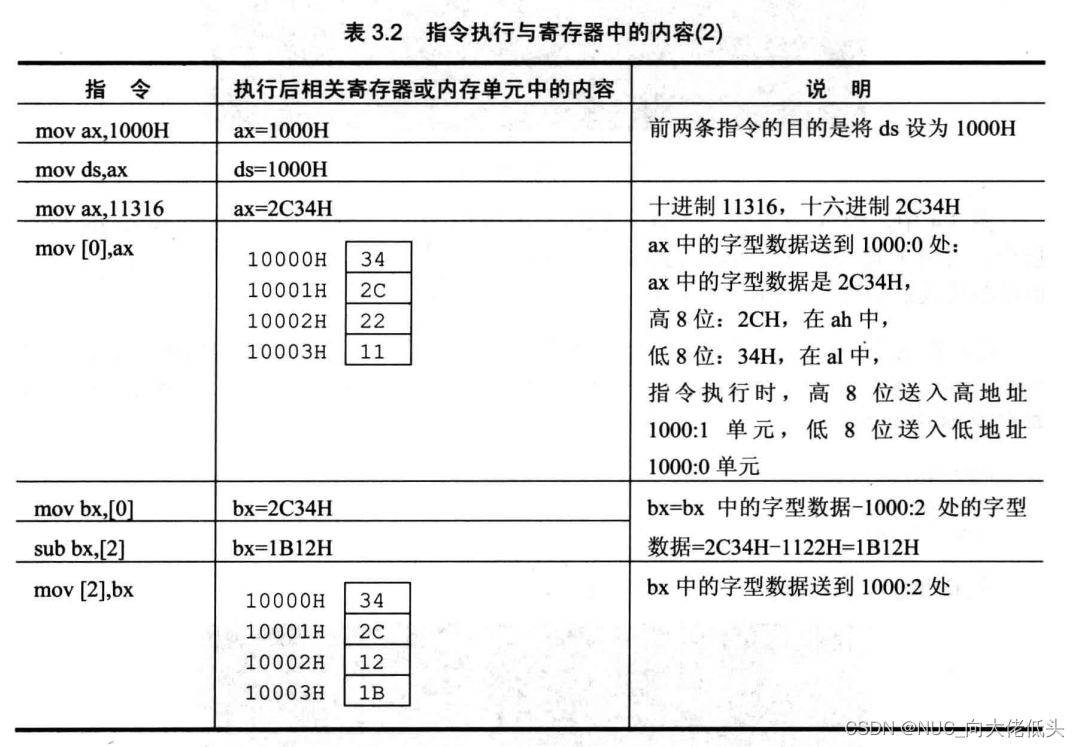 表 3.2 指令执行与寄存器中的内容(2)
指 令 执行后相关寄存器或内存单元中的内容 说 明
mov ax,1000H ax=1000H 前两条指令的目的是将 ds 设为 1000H
mov ds,ax ds=1000H
mov ax,11316 ax=2C34H 十进制 11316，十六进制 2C34H
mov [0],ax
10000H 34
10001H 2C
10002H 22
10003H 11
ax 中的字型数据送到 1000:0 处：
ax 中的字型数据是 2C34H，
高 8 位：2CH，在 ah 中，
低 8 位：34H，在 al 中，
指令执行时，高 8 位送入高地址
1000:1 单元，低 8 位送入低地址
1000:0 单元
mov bx,[0] bx=2C34H
sub bx,[2] bx=1B12H
bx=bx 中的字型数据-1000:2 处的字型
数据=2C34H-1122H=1B12H
mov [2],bx
10000H 34
10001H 2C
10002H 12
10003H 1B
bx 中的字型数据送到 1000:2 处
CSDN @NUC_向大佬低头